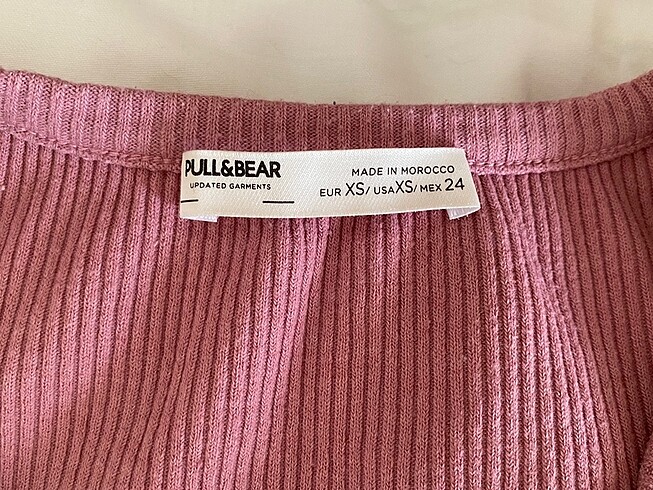 PULL&BEAR
UPDATED GARMENTS
MADE IN MOROCCO
EUR XS/ USA XS/ MEX 24